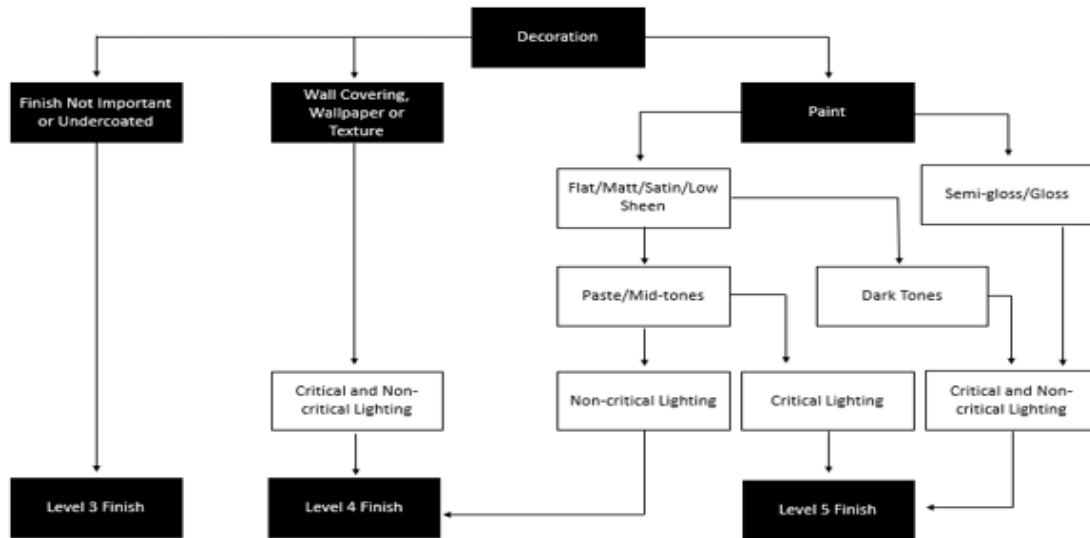 Decoration
Finish Not Important
or Undercoated
Wall Covering,
Wallpaper or
Texture
Paint
Flat/Matt/Satin/Low
Sheen
Semi-gloss/Gloss
Paste/Mid-tones
Dark Tones
Critical and Non-
critical Lighting
Non-critical Lighting
Critical Lighting
Critical and Non-
critical Lighting
Level 3 Finish
Level 4 Finish
Level 5 Finish